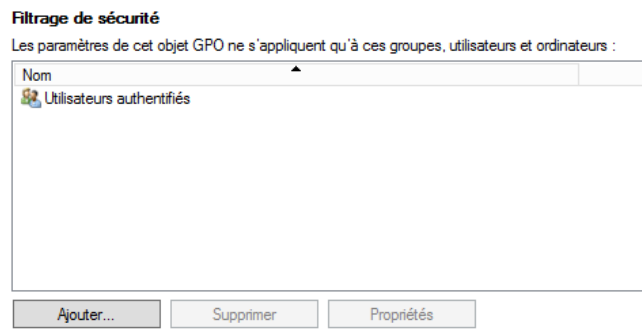 Filtrage de sécurité
Les paramètres de cet objet GPO ne s'appliquent qu'à ces groupes, utilisateurs et ordinateurs :
Nom
Utilisateurs authentifiés
Ajouter... Supprimer Propriétés